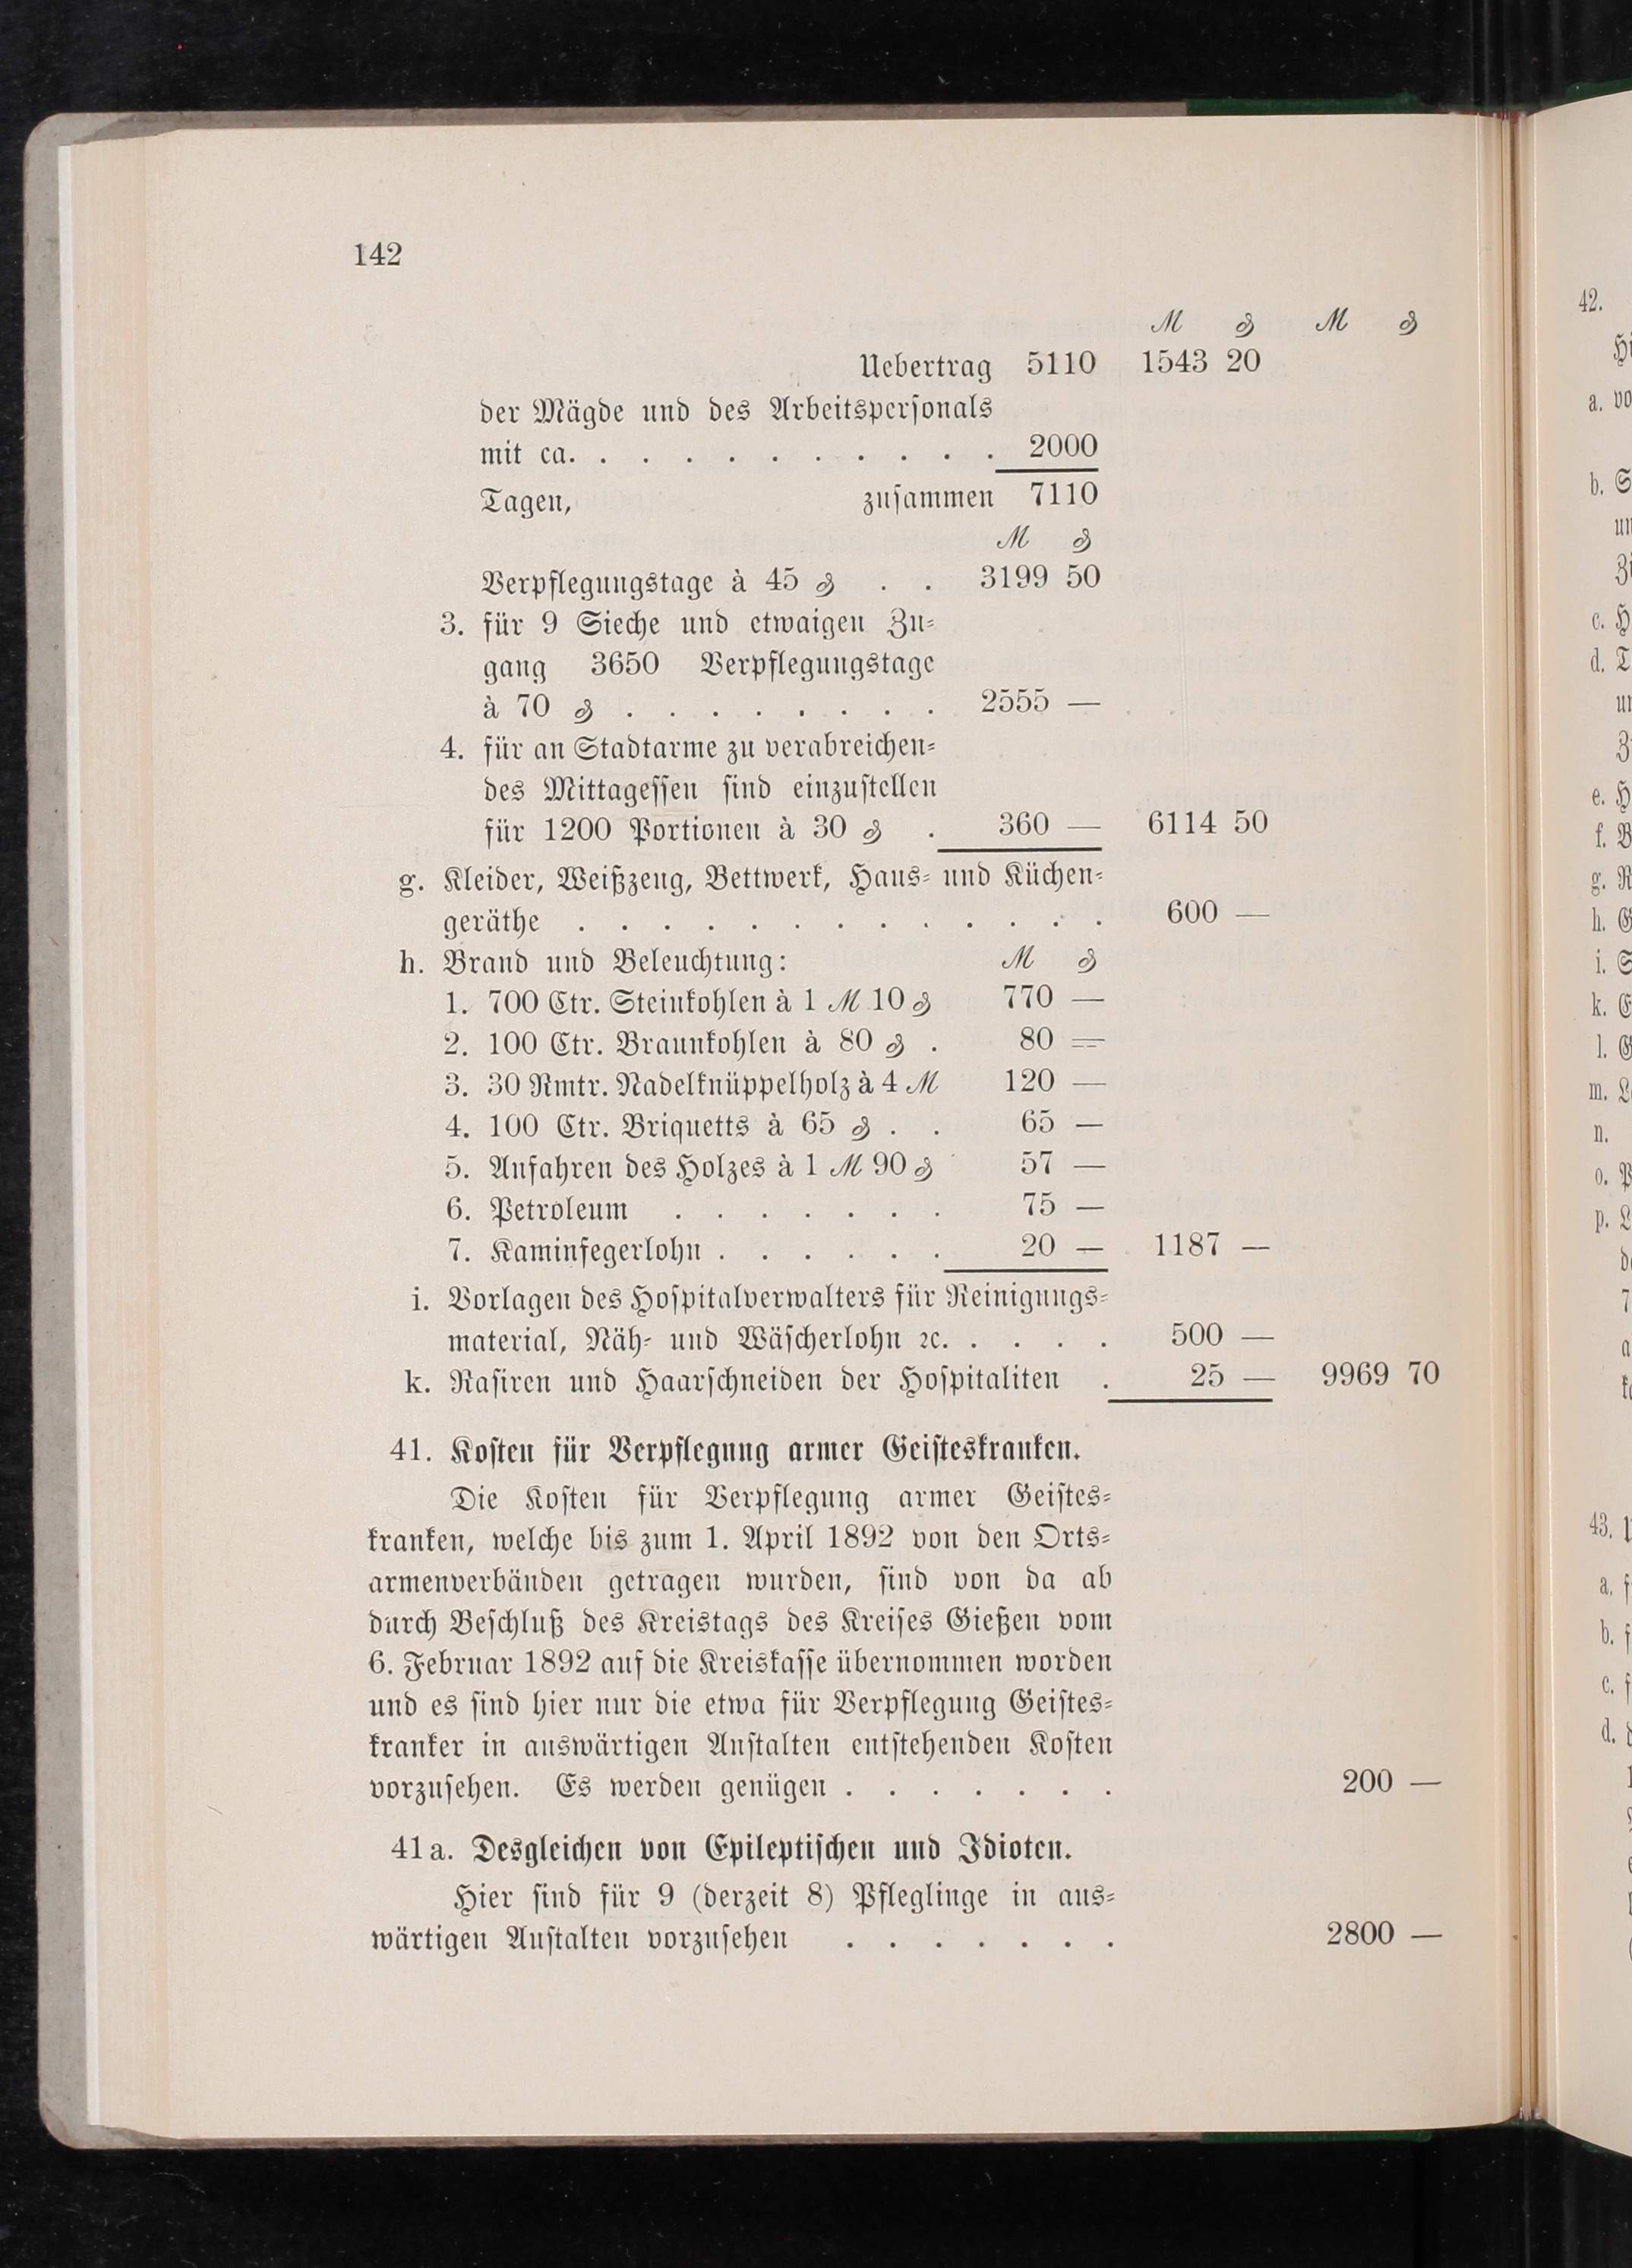 142
ℳ ₰ ℳ ₰
Uebertrag 5110 1543 20
der Mägde und des Arbeitspersonals
mit ca. . . . . . . . . . . 2000
Tagen, zusammen 7110
ℳ ₰
Verpflegungstage à 45 ₰ . . 3199 50
3. für 9 Sieche und etwaigen Zu-
gang 3650 Verpflegungstage
à 70 ₰ . . . . . . . . 2555 —
4. für an Stadtarme zu verabreichen-
des Mittagessen sind einzustellen
für 1200 Portionen à 30 ₰ . 360 — 6114 50
g. Kleider, Weißzeug, Bettwerk, Haus- und Küchen-
geräthe . . . . . . . . . . . . . 600 —
h. Brand und Beleuchtung: ℳ ₰
1. 700 Ctr. Steinkohlen à 1 ℳ 10 ₰ 770 —
2. 100 Ctr. Braunkohlen à 80 ₰ . 80 —
3. 30 Rmtr. Nadelknüppelholz à 4 ℳ 120 —
4. 100 Ctr. Briquetts à 65 ₰ . . 65 —
5. Anfahren des Holzes à 1 ℳ 90 ₰ 57 —
6. Petroleum . . . . . . . 75 —
7. Kaminfegerlohn . . . . . . 20 — 1187 —
i. Vorlagen des Hospitalverwalters für Reinigungs-
material, Näh- und Wäscherlohn ꝛc. . . . . 500 —
k. Rasiren und Haarschneiden der Hospitaliten . 25 — 9969 70
41. Kosten für Verpflegung armer Geisteskranken.
Die Kosten für Verpflegung armer Geistes-
kranken, welche bis zum 1. April 1892 von den Orts-
armenverbänden getragen wurden, sind von da ab
durch Beschluß des Kreistags des Kreises Gießen vom
6. Februar 1892 auf die Kreiskasse übernommen worden
und es sind hier nur die etwa für Verpflegung Geistes-
kranker in auswärtigen Anstalten entstehenden Kosten
vorzusehen. Es werden genügen . . . . . . . 200 —
41a. Desgleichen von Epileptischen und Idioten.
Hier sind für 9 (derzeit 8) Pfleglinge in aus-
wärtigen Anstalten vorzusehen . . . . . . . 2800 —
42.
a.
b.
c.
d.
e.
f.
g.
h.
i.
k.
l.
m.
n.
o.
p.
43.
a.
b.
c.
d.